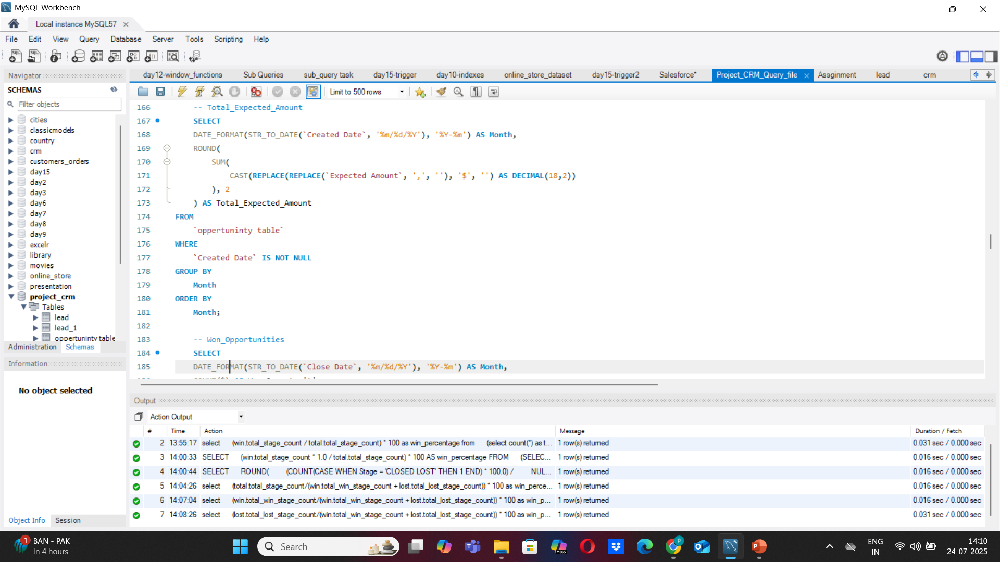 MySQL Workbench
Local instance MySQL57
File Edit View Query Database Server Tools Scripting Help
Navigator
SCHEMAS
Filter objects
cities
classicmodels
country
crm
customers_orders
day15
day2
day3
day6
day7
day8
day9
excelr
library
movies
online_store
presentation
project_crm
Tables
lead
lead_1
oppertuninty table
Administration Schemas
Information
No object selected
Object Info Session
day12-window_functions Sub Queries sub_query task day15-trigger day10-indexes online_store_dataset day15-trigger2 Salesforce* Project_CRM_Query_file Assginment lead crm
Limit to 500 rows
166 -- Total_Expected_Amount
167 SELECT
168 DATE_FORMAT(STR_TO_DATE(`Created Date`, '%m/%d/%Y'), '%Y-%m') AS Month,
169 ROUND(
170 SUM(
171 CAST(REPLACE(REPLACE(`Expected Amount`, ',', ''), '$', '') AS DECIMAL(18,2))
172 ), 2
173 ) AS Total_Expected_Amount
174 FROM
175 `oppertuninty table`
176 WHERE
177 `Created Date` IS NOT NULL
178 GROUP BY
179 Month
180 ORDER BY
181 Month;
182
183 -- Won_Opportunities
184 SELECT
185 DATE_FORMAT(STR_TO_DATE(`Close Date`, '%m/%d/%Y'), '%Y-%m') AS Month,
Output
Action Output
# Time Action Message Duration / Fetch
2 13:55:17 select (win.total_stage_count / total.total_stage_count) * 100 as win_percentage from (select count(*) as t... 1 row(s) returned 0.031 sec / 0.000 sec
3 14:00:33 SELECT (win.total_stage_count * 1.0 / total.total_stage_count) * 100 AS win_percentage FROM (SELEC... 1 row(s) returned 0.016 sec / 0.000 sec
4 14:00:44 SELECT ROUND( (COUNT(CASE WHEN Stage = 'CLOSED LOST' THEN 1 END) * 100.0) / NUL... 1 row(s) returned 0.016 sec / 0.000 sec
5 14:04:26 select (total.total_stage_count/(win.total_win_stage_count + lost.total_lost_stage_count)) * 100 as win_perce... 1 row(s) returned 0.016 sec / 0.000 sec
6 14:07:04 select (win.total_win_stage_count/(win.total_win_stage_count + lost.total_lost_stage_count)) * 100 as win_p... 1 row(s) returned 0.016 sec / 0.000 sec
7 14:08:26 select (lost.total_lost_stage_count/(win.total_win_stage_count + lost.total_lost_stage_count)) * 100 as win_p... 1 row(s) returned 0.031 sec / 0.000 sec
1 BAN - PAK
In 4 hours
Search
ENG
IN
14:10
24-07-2025